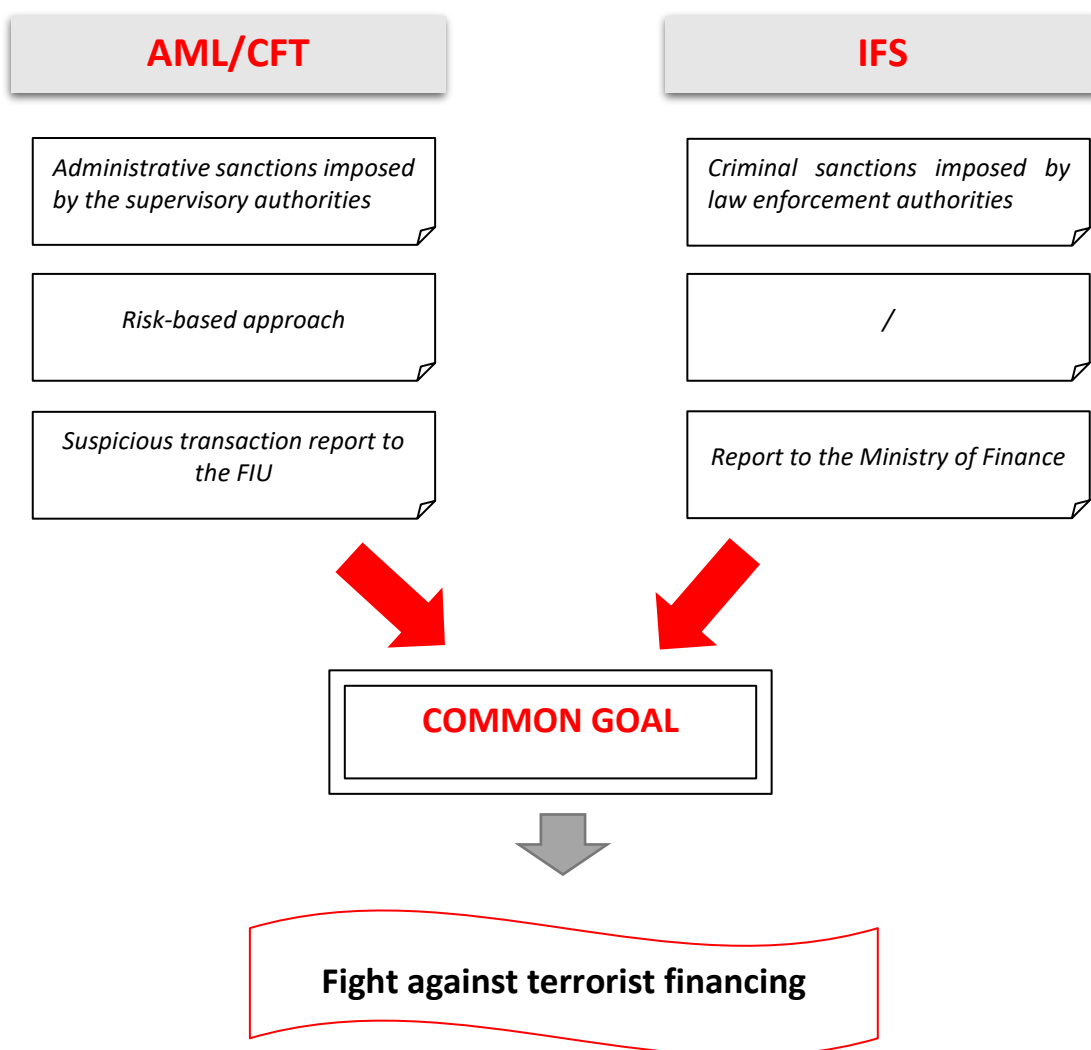 AML/CFT
IFS
Administrative sanctions imposed
by the supervisory authorities
Criminal sanctions imposed by
law enforcement authorities
Risk-based approach
/
Suspicious transaction report to
the FIU
Report to the Ministry of Finance
COMMON GOAL
Fight against terrorist financing